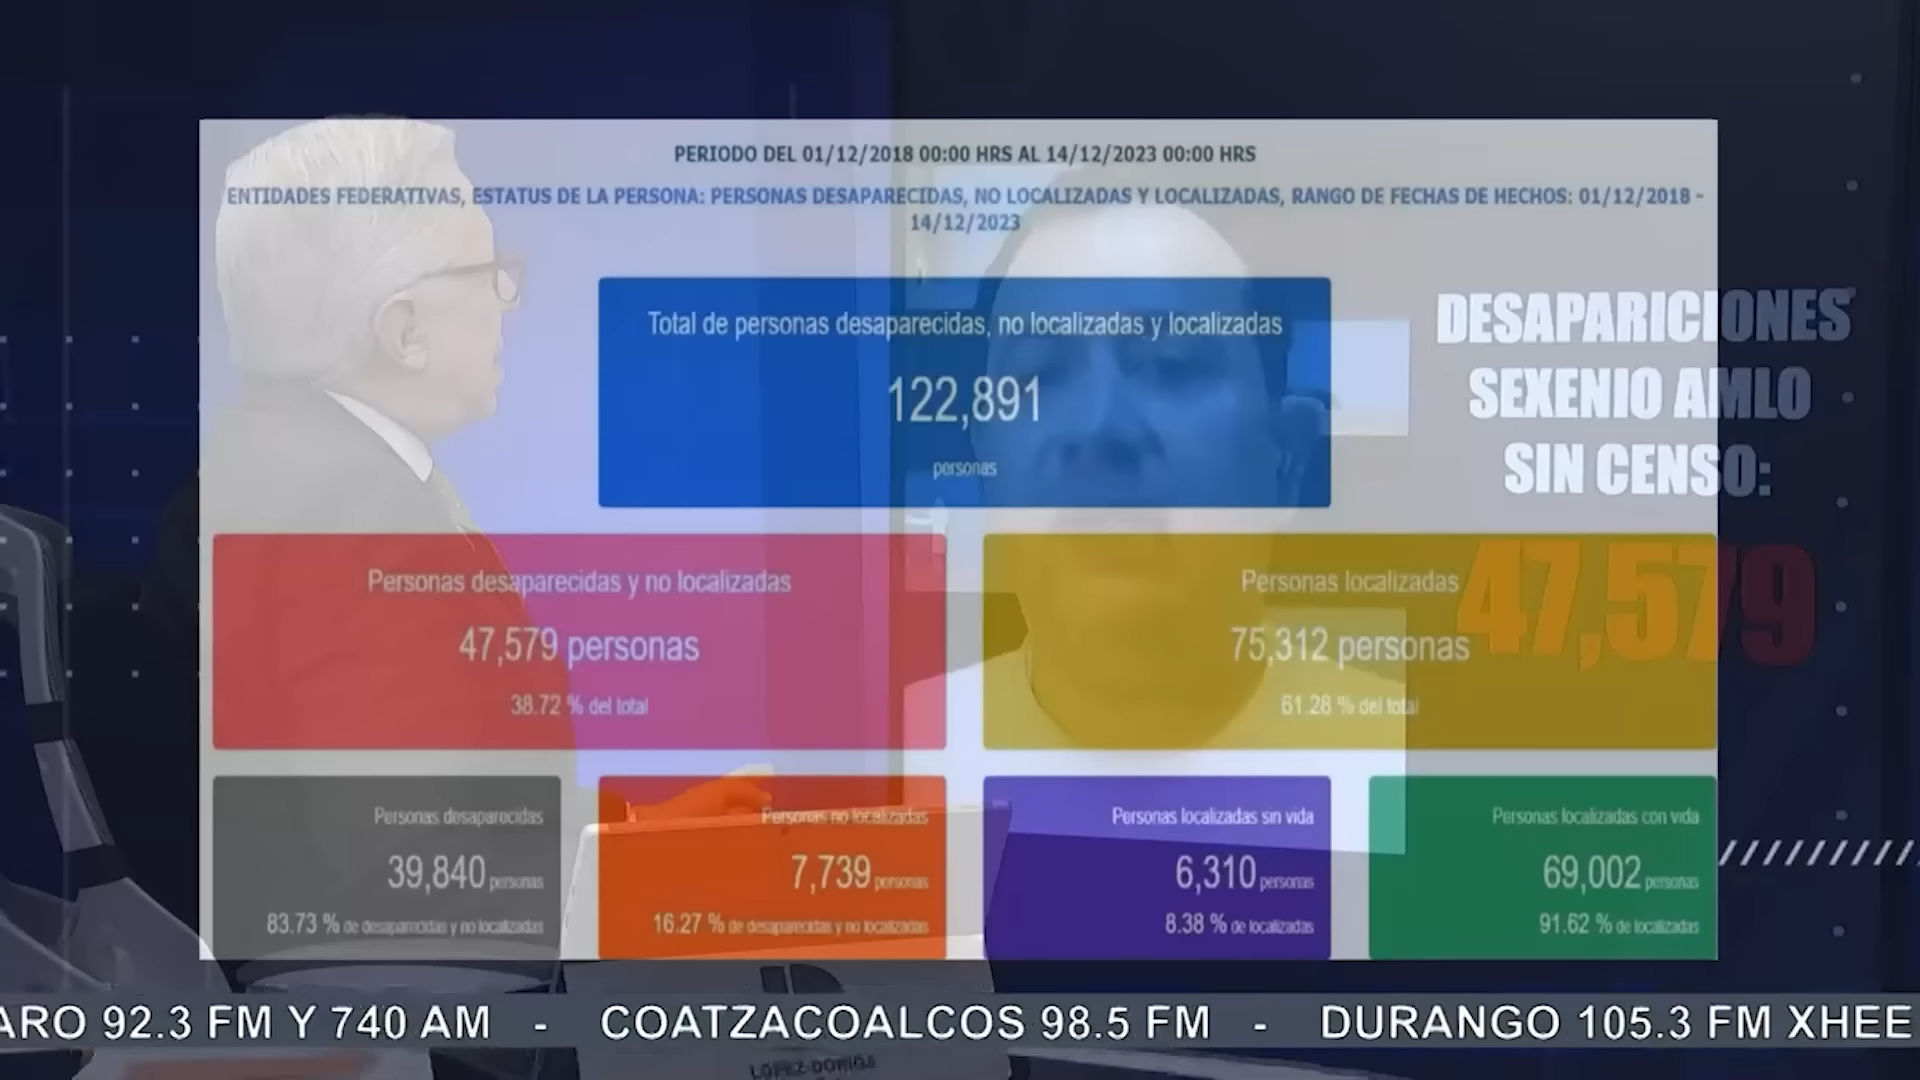 PERIODO DEL 01/12/2018 00:00 HRS AL 14/12/2023 00:00 HRS
ENTIDADES FEDERATIVAS, ESTATUS DE LA PERSONA: PERSONAS DESAPARECIDAS, NO LOCALIZADAS Y LOCALIZADAS, RANGO DE FECHAS DE HECHOS: 01/12/2018 -
14/12/2023
Total de personas desaparecidas, no localizadas y localizadas
122,891
personas
DESAPARICIONES
SEXENIO AMLO
SIN CENSO:
47,579
Personas desaparecidas y no localizadas
47,579 personas
38.72 % del total
Personas localizadas
75,312 personas
61.28 % del total
Personas desaparecidas
39,840 personas
83.73 % de desaparecidas y no localizadas
Personas no localizadas
7,739 personas
16.27 % de desaparecidas y no localizadas
Personas localizadas sin vida
6,310 personas
8.38 % de localizadas
Personas localizadas con vida
69,002 personas
91.62 % de localizadas
ARO 92.3 FM Y 740 AM - COATZACOALCOS 98.5 FM - DURANGO 105.3 FM XHEE
LÓPEZ-DÓRIGA